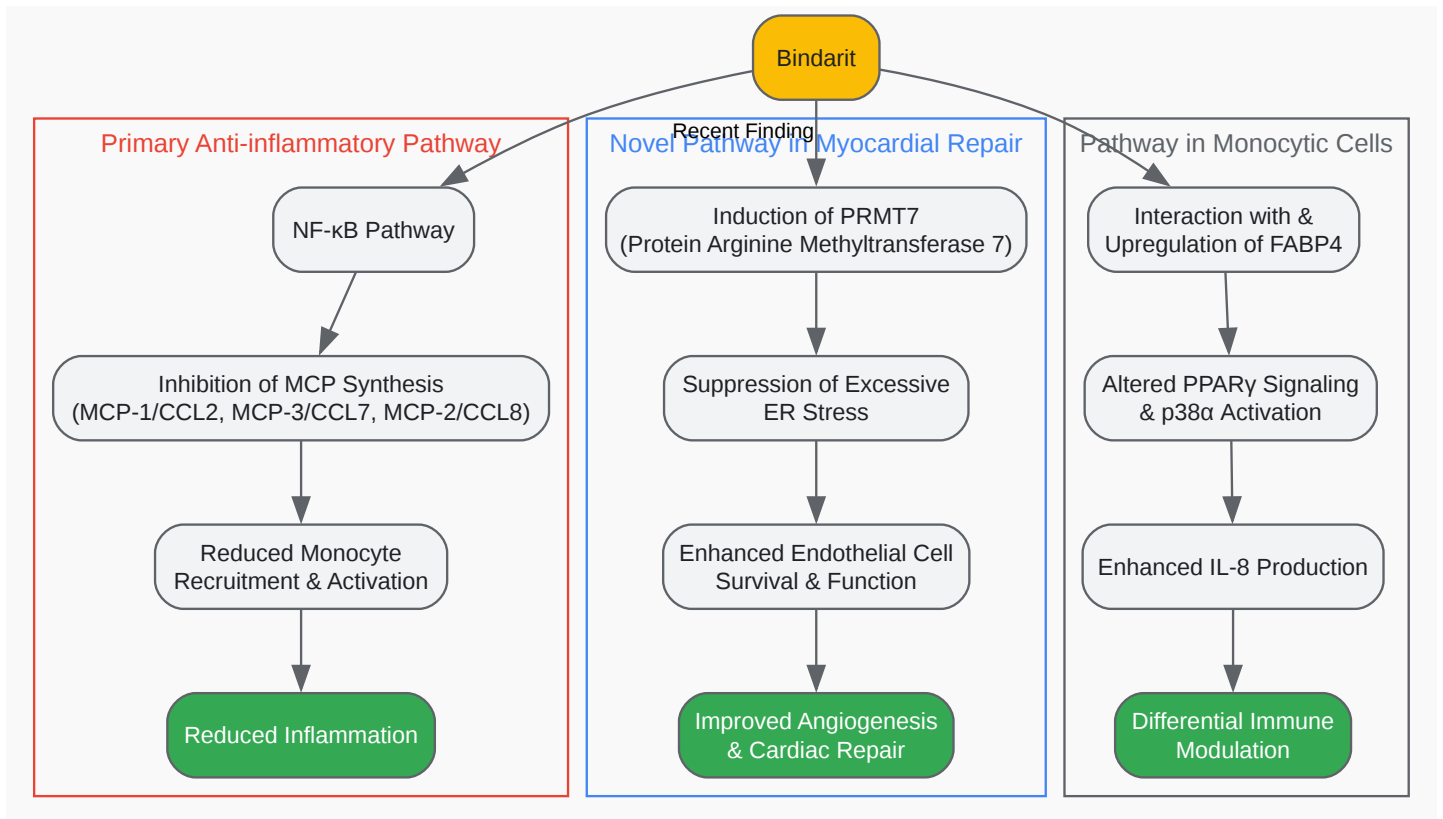 Bindarit
Recent Finding
Primary Anti-inflammatory Pathway
NF-κB Pathway
Inhibition of MCP Synthesis
(MCP-1/CCL2, MCP-3/CCL7, MCP-2/CCL8)
Reduced Monocyte
Recruitment & Activation
Reduced Inflammation
Novel Pathway in Myocardial Repair
Induction of PRMT7
(Protein Arginine Methyltransferase 7)
Suppression of Excessive
ER Stress
Enhanced Endothelial Cell
Survival & Function
Improved Angiogenesis
& Cardiac Repair
Pathway in Monocytic Cells
Interaction with &
Upregulation of FABP4
Altered PPARγ Signaling
& p38α Activation
Enhanced IL-8 Production
Differential Immune
Modulation